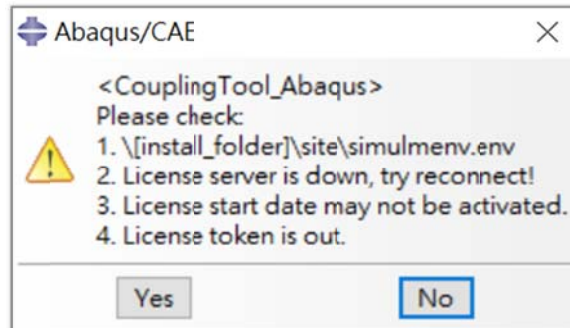 Abaqus/CAE
<CouplingTool_Abaqus>
Please check:
1. \[install_folder]\site\simulmenv.env
2. License server is down, try reconnect!
3. License start date may not be activated.
4. License token is out.
Yes
No